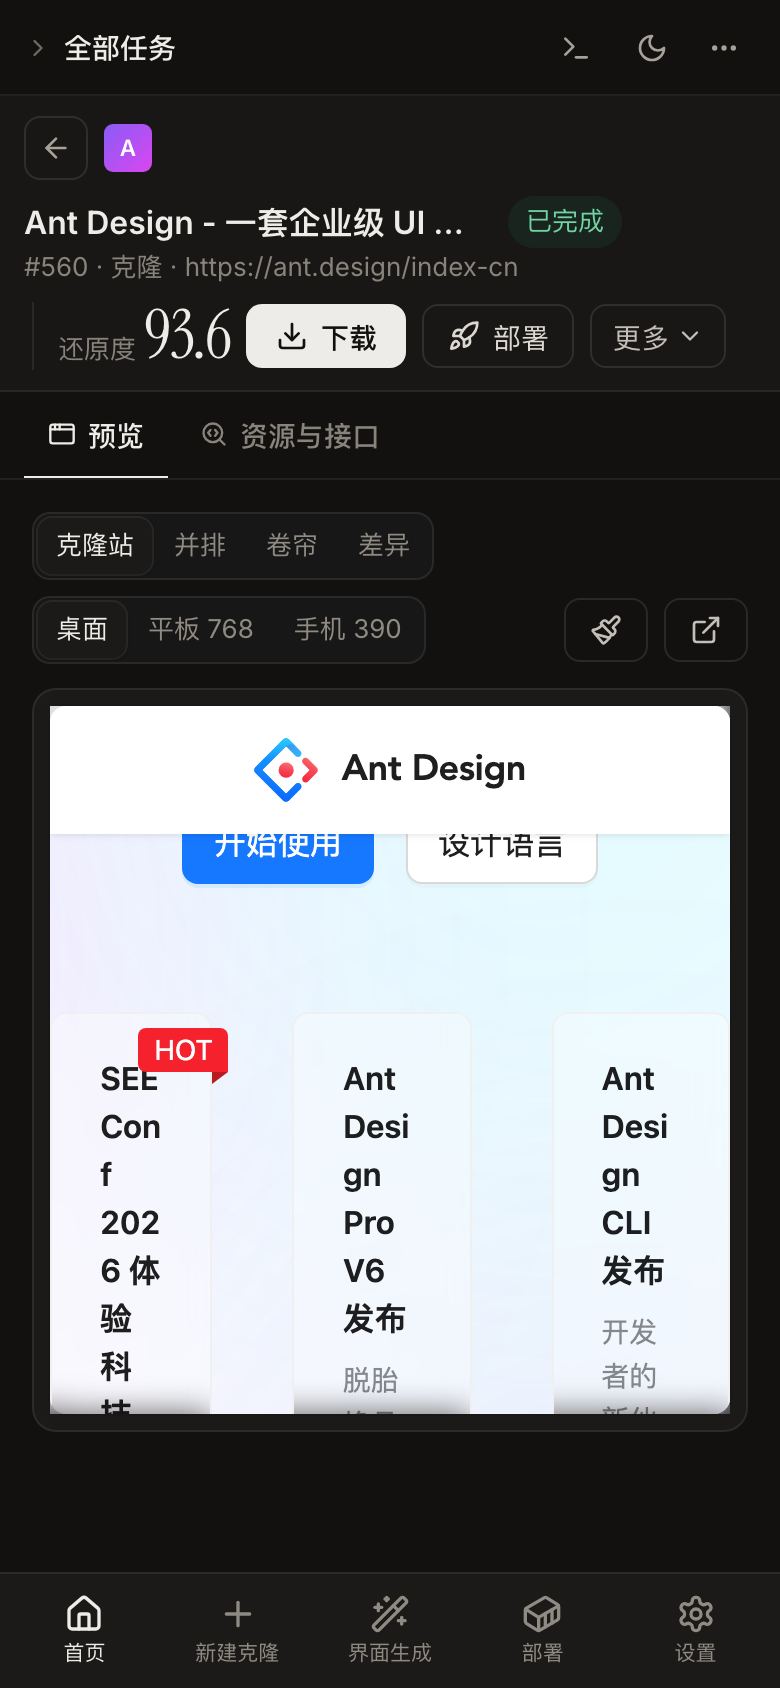 全部任务
A
Ant Design - 一套企业级 UI ...
已完成
#560 · 克隆 · https://ant.design/index-cn
还原度 93.6 下载 部署 更多
预览 资源与接口
克隆站 并排 卷帘 差异
桌面 平板 768 手机 390
Ant Design
开始使用 设计语言
HOT
SEE
Con
f
202
6 体
验
科
技
Ant
Desi
gn
Pro
V6
发布
脱胎
Ant
Desi
gn
CLI
发布
开发
者的
首页 新建克隆 界面生成 部署 设置